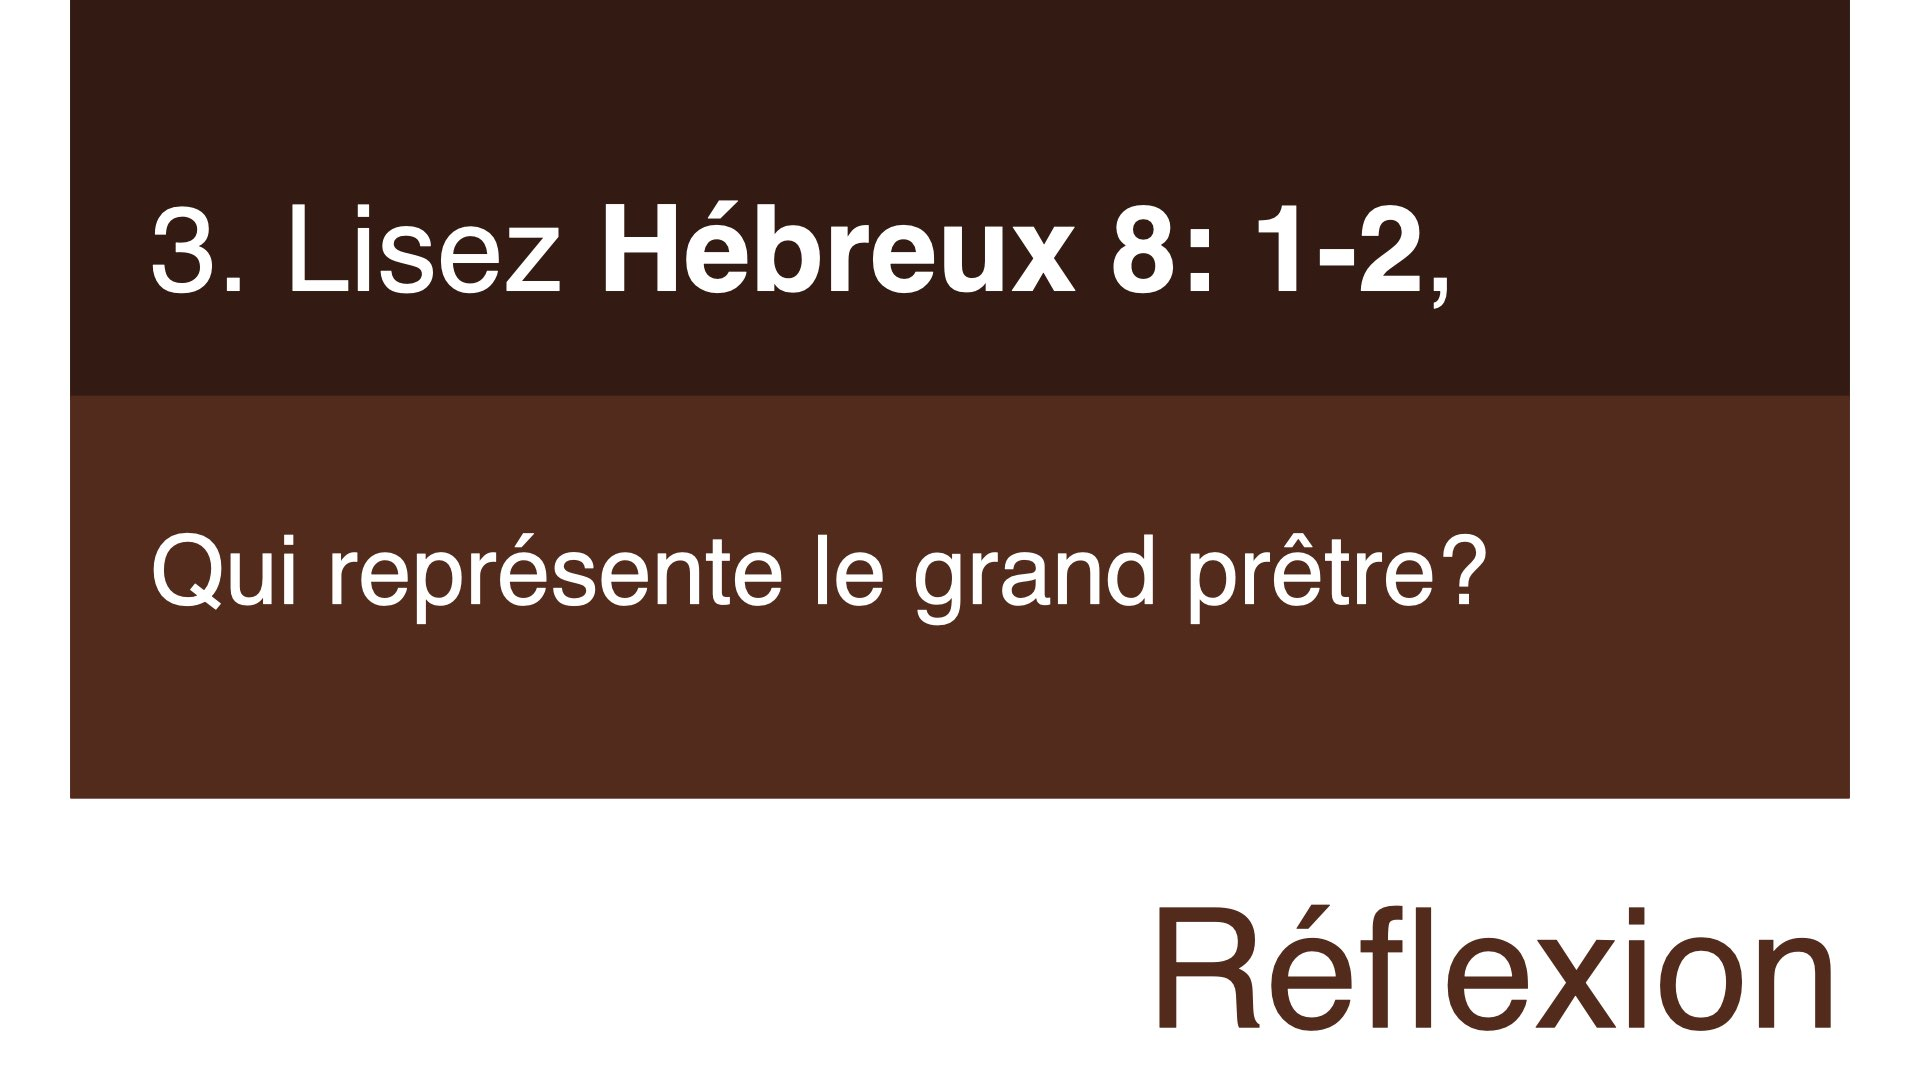 3. Lisez Hébreux 8: 1-2,
Qui représente le grand prêtre?
Réflexion